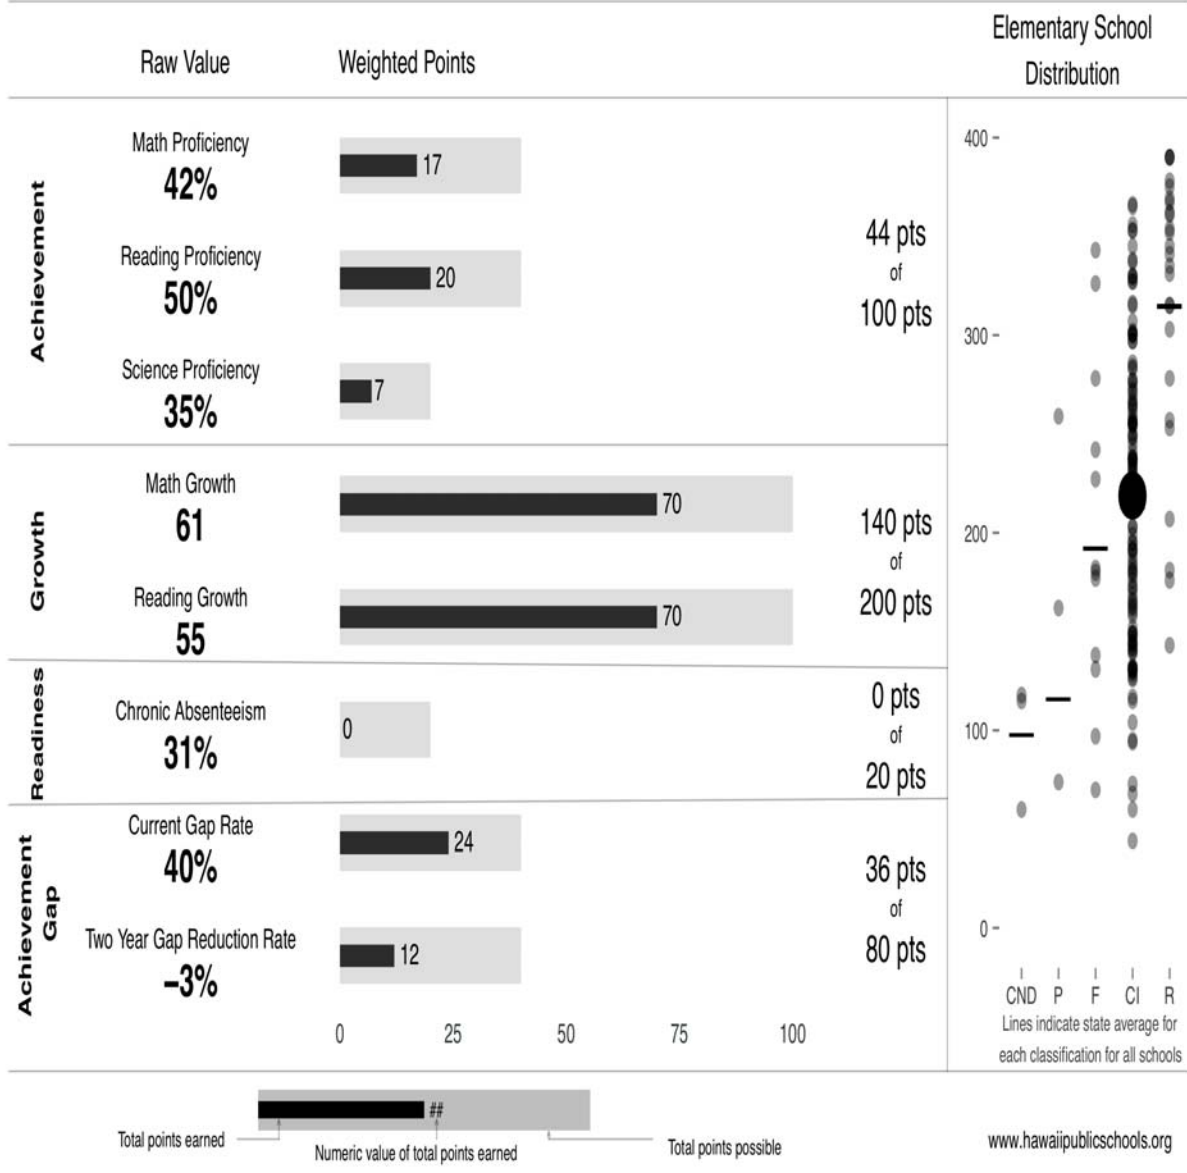 Raw Value
Weighted Points
Elementary School
Distribution
Achievement
Math Proficiency
42%
17
Reading Proficiency
50%
20
Science Proficiency
35%
7
44 pts
of
100 pts
Growth
Math Growth
61
70
Reading Growth
55
70
140 pts
of
200 pts
Readiness
Chronic Absenteeism
31%
0
0 pts
of
20 pts
Achievement
Gap
Current Gap Rate
40%
24
Two Year Gap Reduction Rate
–3%
12
36 pts
of
80 pts
0 25 50 75 100
400
300
200
100
0
CND P F CI R
Lines indicate state average for
each classification for all schools
##
Total points earned
Numeric value of total points earned
Total points possible
www.hawaiipublicschools.org